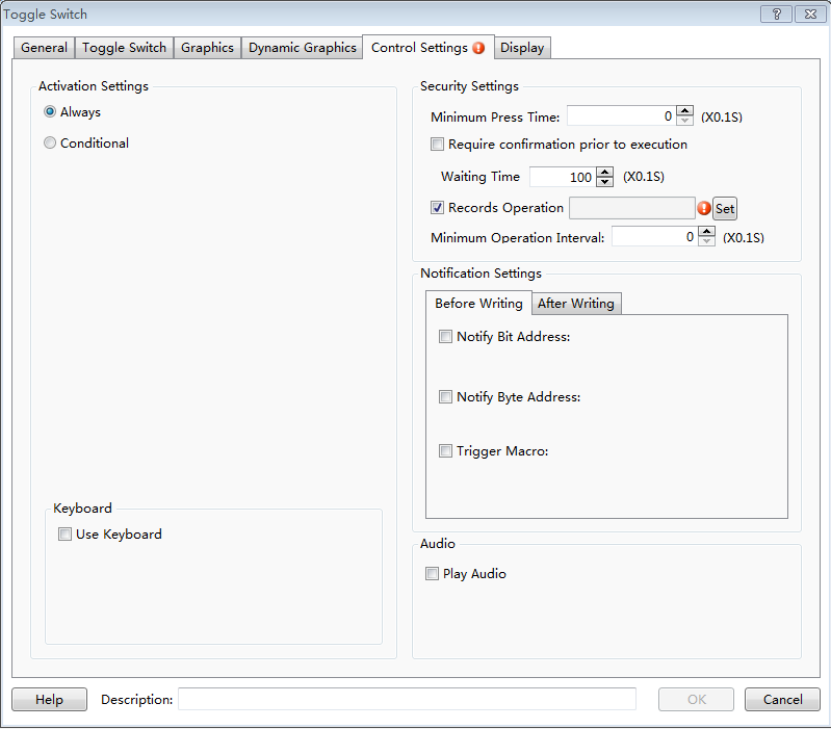 Toggle Switch
General Toggle Switch Graphics Dynamic Graphics Control Settings Display
Activation Settings
Always
Conditional
Keyboard
Use Keyboard
Security Settings
Minimum Press Time: 0 (X0.1S)
Require confirmation prior to execution
Waiting Time 100 (X0.1S)
Records Operation Set
Minimum Operation Interval: 0 (X0.1S)
Notification Settings
Before Writing After Writing
Notify Bit Address:
Notify Byte Address:
Trigger Macro:
Audio
Play Audio
Help Description: OK Cancel